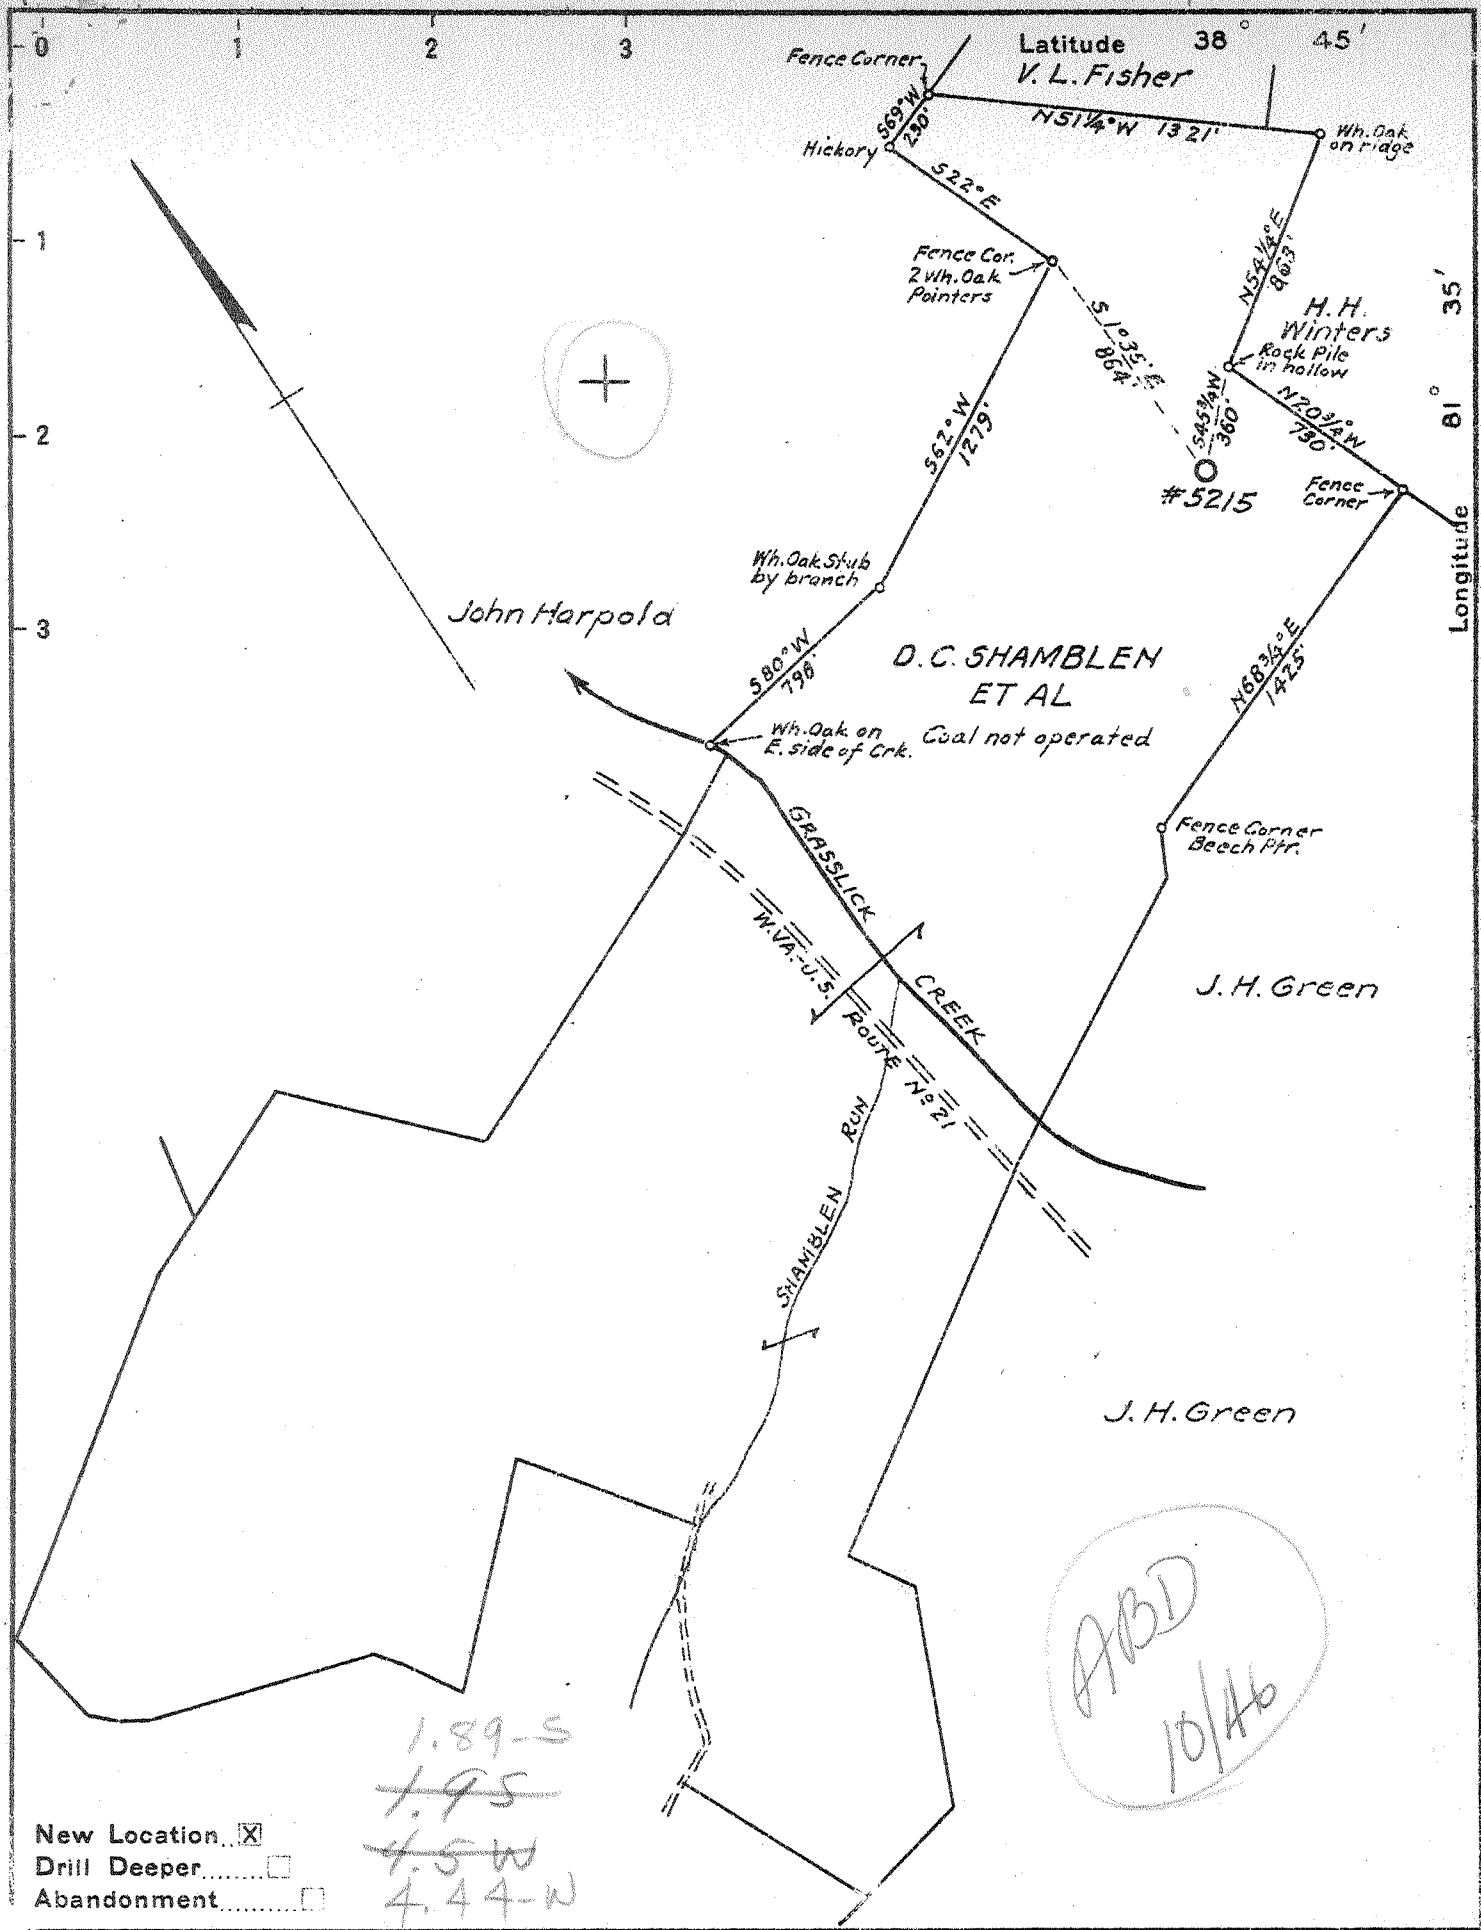 0 1 2 3
Latitude 38° 45'
Fence Corner
V. L. Fisher
S69°W
230'
N51¼°W 1321'
Wh. Oak
on ridge
Hickory
S22°E
1
Fence Cor.
2 Wh. Oak
Pointers
N54¼°E
863'
S1°35'E
864'
H. H.
Winters
Rock Pile
in hollow
Longitude 81° 35'
S45¾W
360'
N20¾°W
730'
2
S62°W
1279'
#5215
Fence
Corner
Wh. Oak Stub
by branch
John Harpold
3
S80°W
798'
D.C. SHAMBLEN
ET AL
N68¾°E
1425'
Wh. Oak on
E. side of Crk.
Coal not operated
GRASSLICK CREEK
Fence Corner
Beech Ptr.
W.VA.-U.S. ROUTE Nº 21
J. H. Green
SHAMBLEN RUN
J. H. Green
ABD
10/46
1.89-S
1.95
4.5 W
4.44-W
New Location..☒
Drill Deeper........☐
Abandonment..........☐